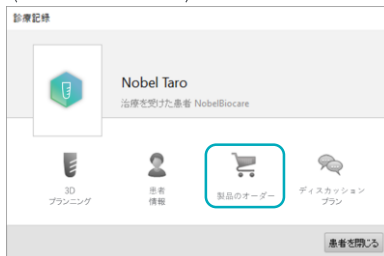 診療記録
Nobel Taro
治療を受けた患者 NobelBiocare
3D
プランニング
患者
情報
製品のオーダー
ディスカッション
プラン
患者を閉じる